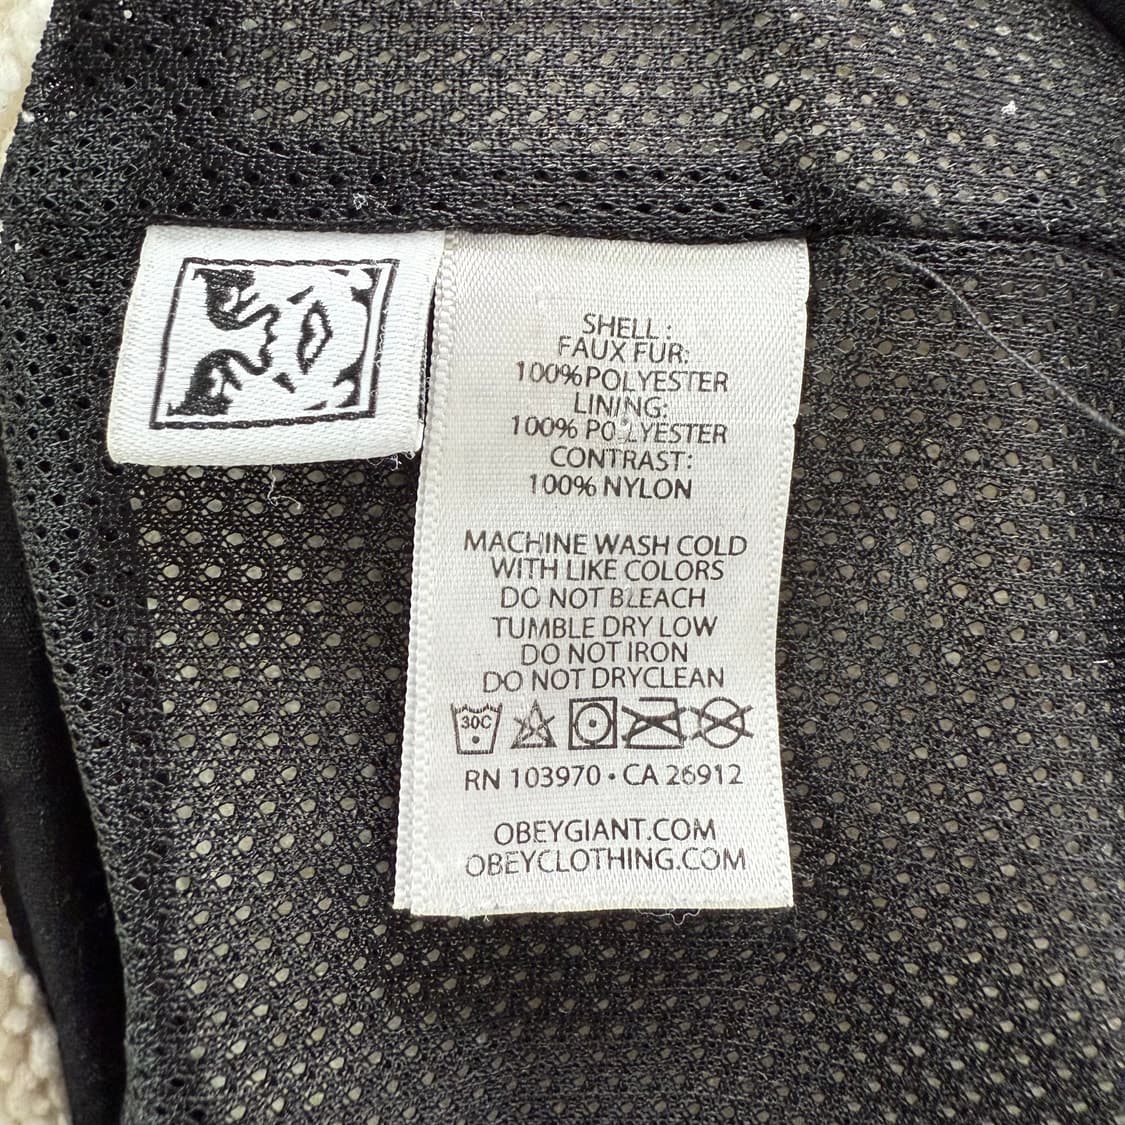 SHELL :
FAUX FUR:
100%POLYESTER
LINING:
100% POLYESTER
CONTRAST:
100% NYLON
MACHINE WASH COLD
WITH LIKE COLORS
DO NOT BLEACH
TUMBLE DRY LOW
DO NOT IRON
DO NOT DRYCLEAN
30C
RN 103970 • CA 26912
OBEYGIANT.COM
OBEYCLOTHING.COM